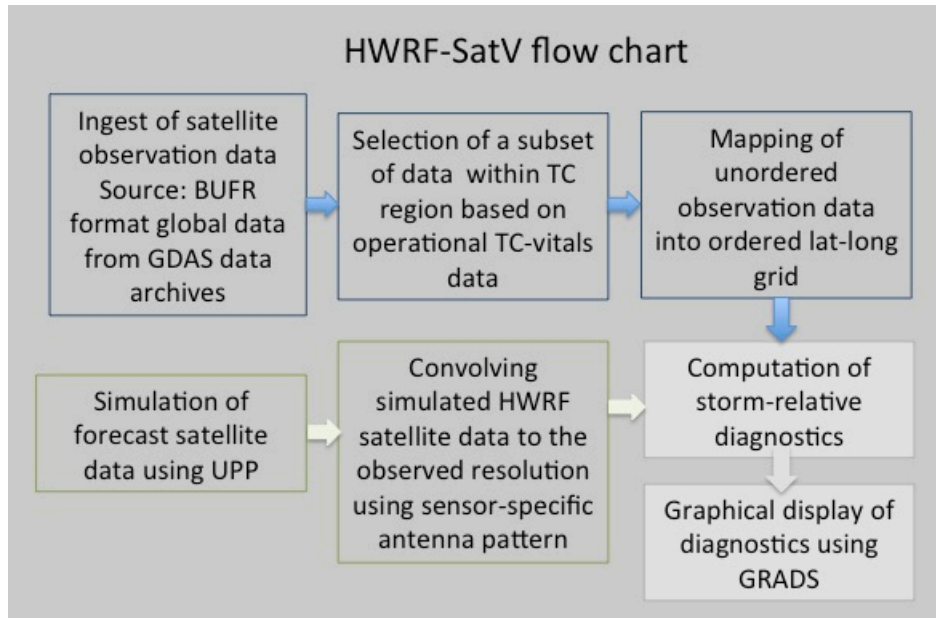 HWRF-SatV flow chart
Ingest of satellite
observation data
Source: BUFR
format global data
from GDAS data
archives
Selection of a subset
of data within TC
region based on
operational TC-vitals
data
Mapping of
unordered
observation data
into ordered lat-long
grid
Simulation of
forecast satellite
data using UPP
Convolving
simulated HWRF
satellite data to the
observed resolution
using sensor-specific
antenna pattern
Computation of
storm-relative
diagnostics
Graphical display of
diagnostics using
GRADS